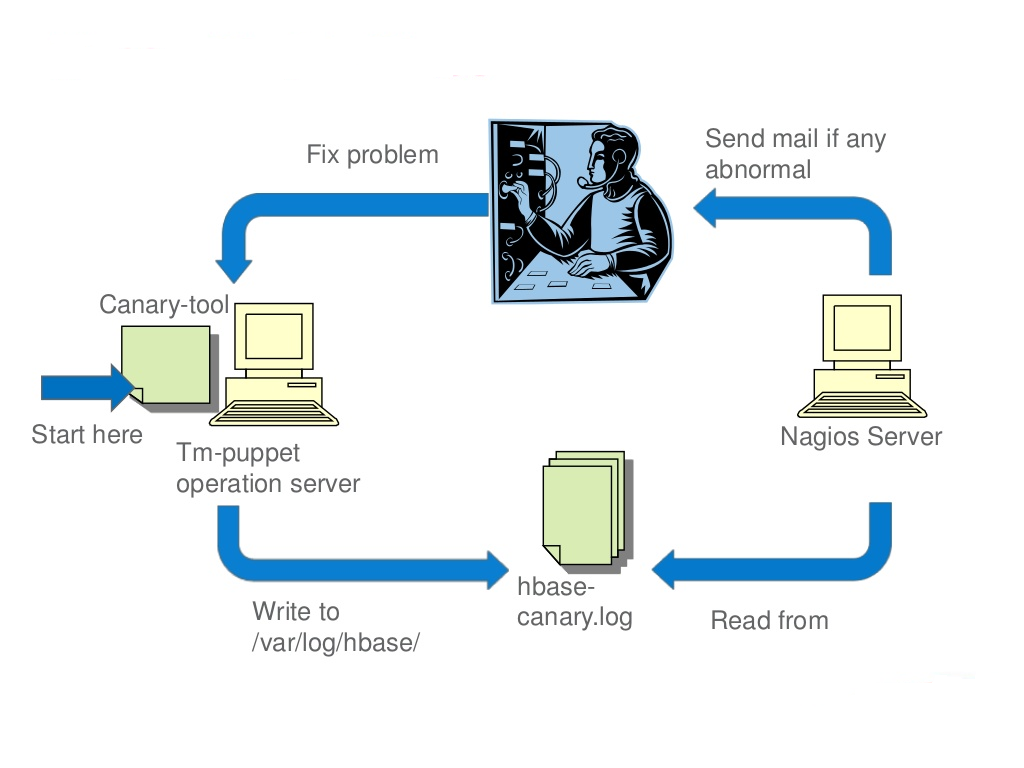 Send mail if any
abnormal
Fix problem
Canary-tool
Start here
Tm-puppet
operation server
Nagios Server
hbase-
canary.log
Write to
/var/log/hbase/
Read from